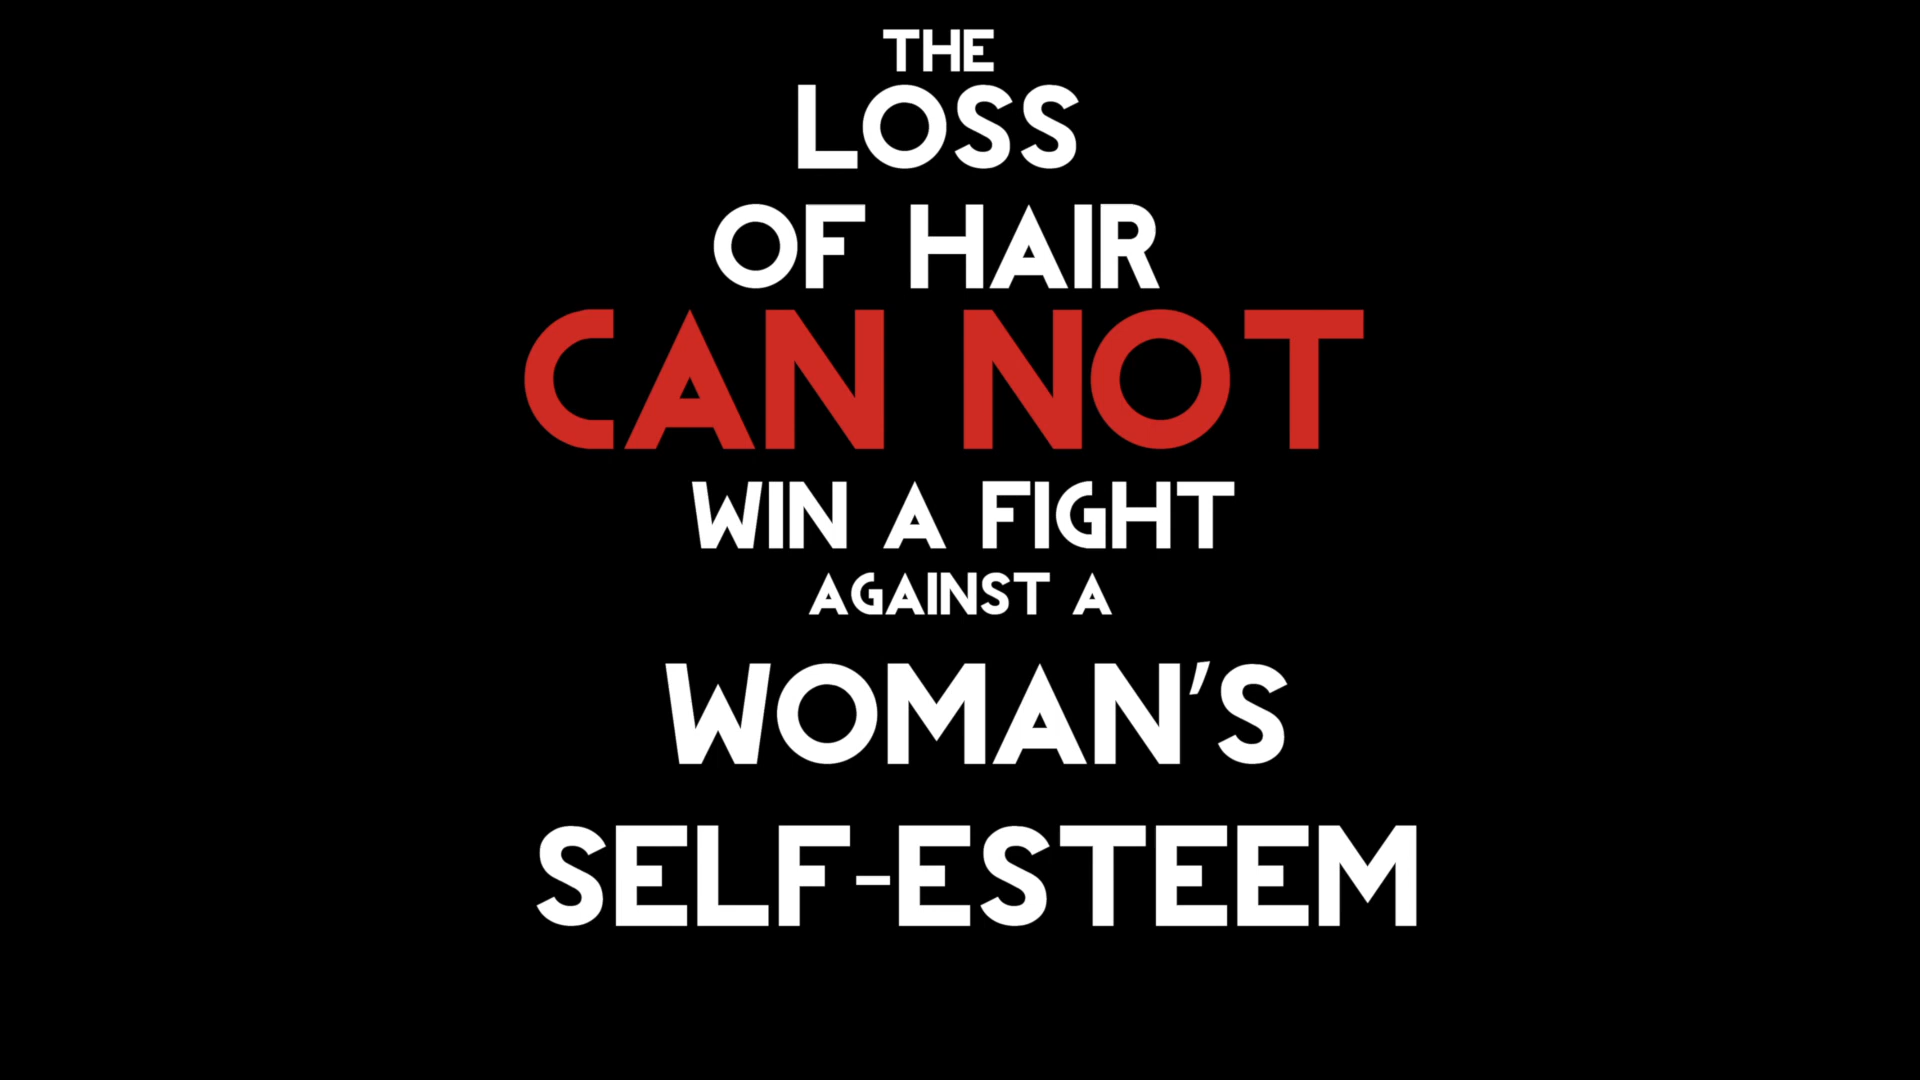 THE
LOSS
OF HAIR
CAN NOT
WIN A FIGHT
AGAINST A
WOMAN'S
SELF-ESTEEM